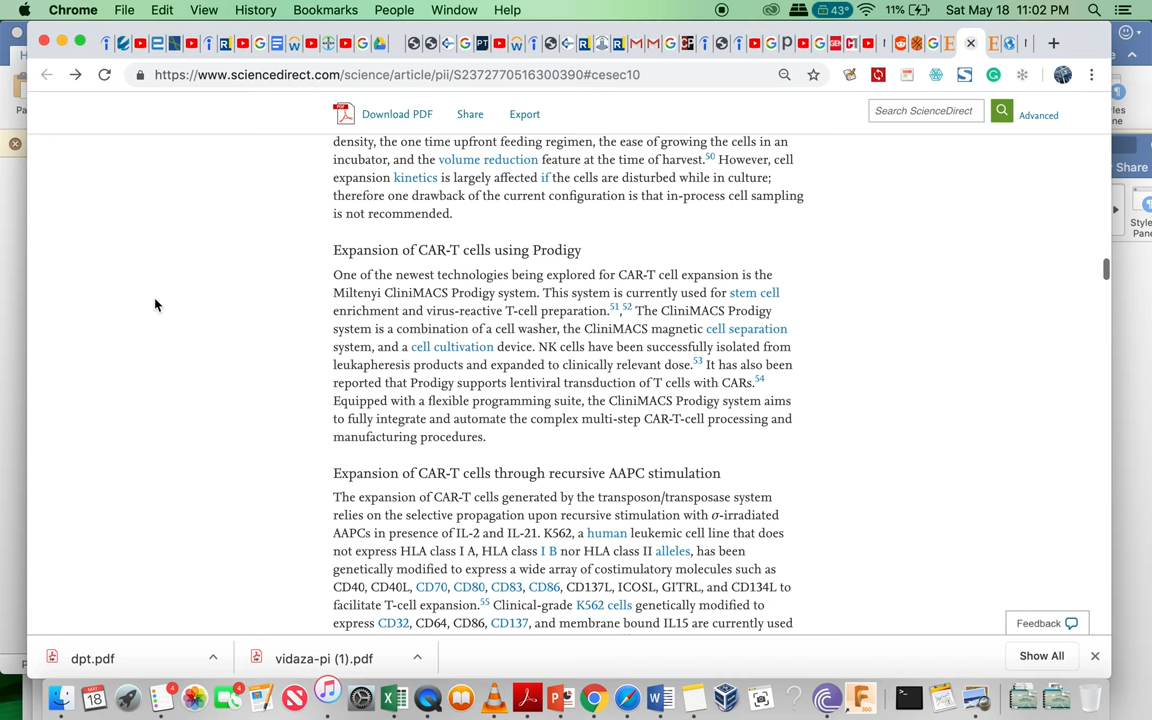 Chrome File Edit View History Bookmarks People Window Help 43° 11% Sat May 18 11:02 PM
https://www.sciencedirect.com/science/article/pii/S2372770516300390#cesec10
Download PDF Share Export Search ScienceDirect Advanced
density, the one time upfront feeding regimen, the ease of growing the cells in an
incubator, and the volume reduction feature at the time of harvest.50 However, cell
expansion kinetics is largely affected if the cells are disturbed while in culture;
therefore one drawback of the current configuration is that in-process cell sampling
is not recommended.
Expansion of CAR-T cells using Prodigy
One of the newest technologies being explored for CAR-T cell expansion is the
Miltenyi CliniMACS Prodigy system. This system is currently used for stem cell
enrichment and virus-reactive T-cell preparation.51,52 The CliniMACS Prodigy
system is a combination of a cell washer, the CliniMACS magnetic cell separation
system, and a cell cultivation device. NK cells have been successfully isolated from
leukapheresis products and expanded to clinically relevant dose.53 It has also been
reported that Prodigy supports lentiviral transduction of T cells with CARs.54
Equipped with a flexible programming suite, the CliniMACS Prodigy system aims
to fully integrate and automate the complex multi-step CAR-T-cell processing and
manufacturing procedures.
Expansion of CAR-T cells through recursive AAPC stimulation
The expansion of CAR-T cells generated by the transposon/transposase system
relies on the selective propagation upon recursive stimulation with σ-irradiated
AAPCs in presence of IL-2 and IL-21. K562, a human leukemic cell line that does
not express HLA class I A, HLA class I B nor HLA class II alleles, has been
genetically modified to express a wide array of costimulatory molecules such as
CD40, CD40L, CD70, CD80, CD83, CD86, CD137L, ICOSL, GITRL, and CD134L to
facilitate T-cell expansion.55 Clinical-grade K562 cells genetically modified to
express CD32, CD64, CD86, CD137, and membrane bound IL15 are currently used
Feedback
Share
Style
Pane
dpt.pdf vidaza-pi (1).pdf Show All